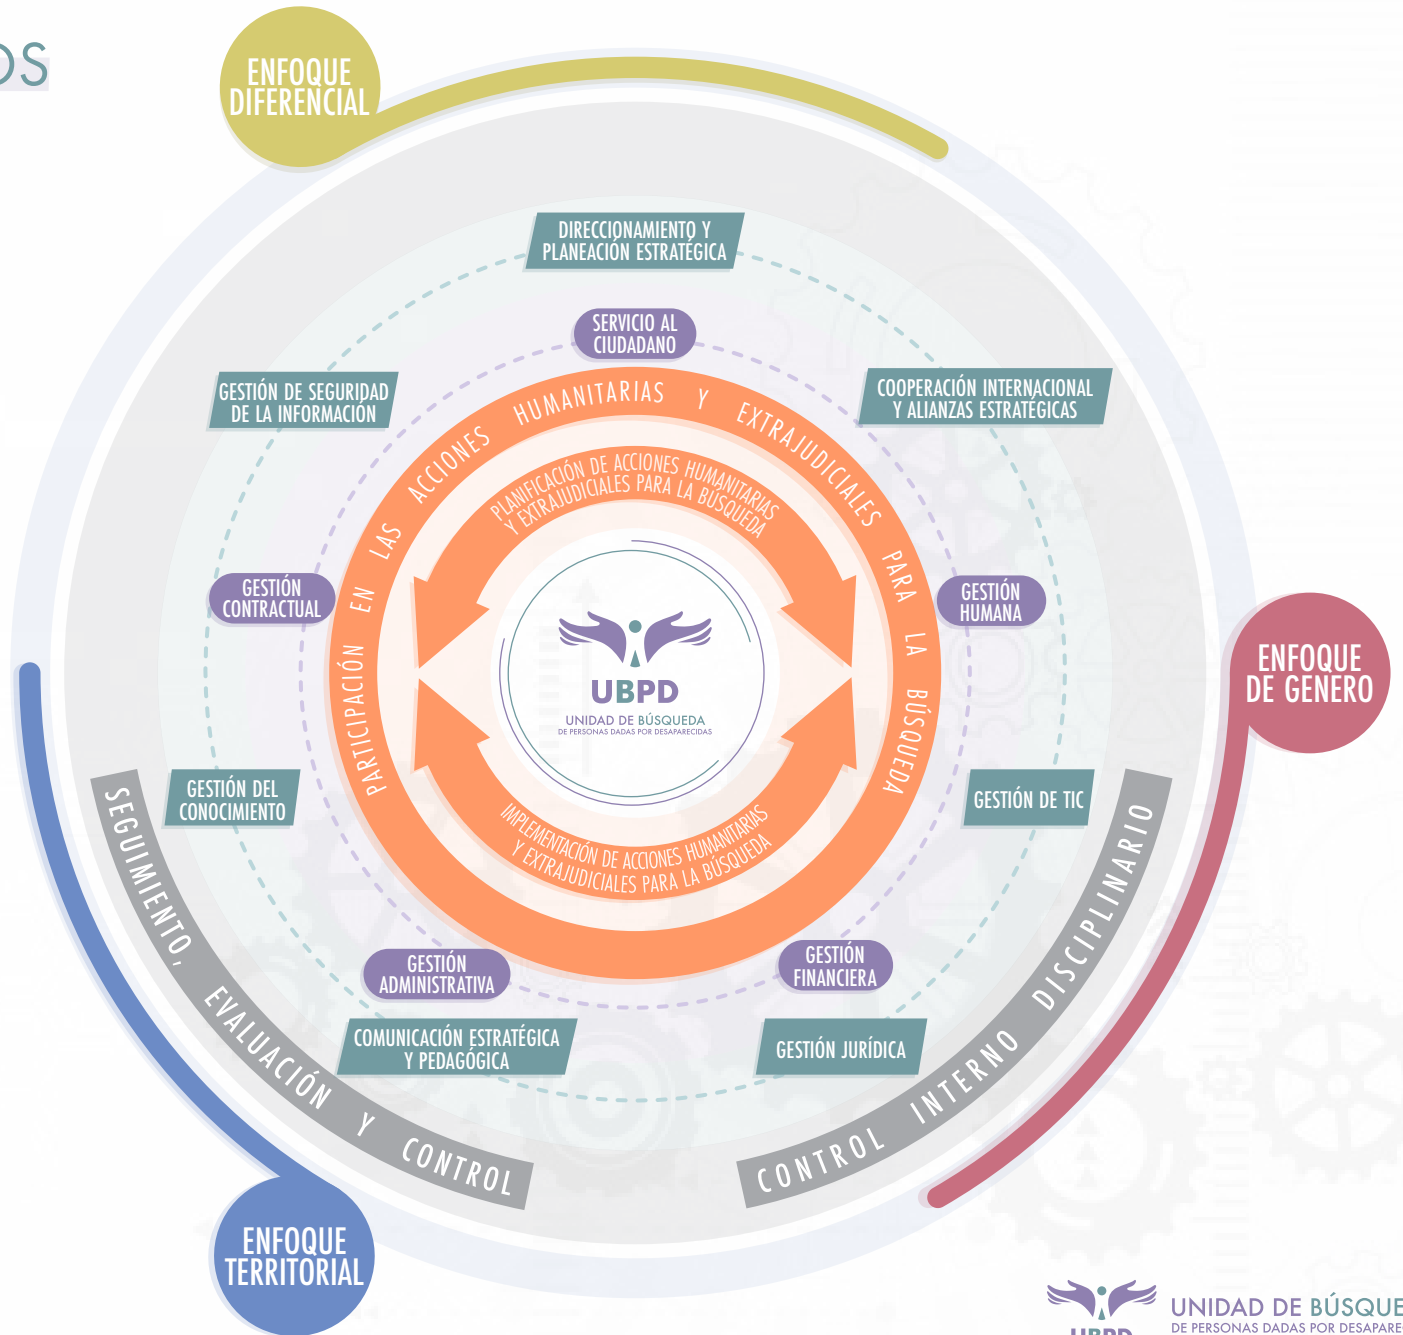 OS
ENFOQUE
DIFERENCIAL
DIRECCIONAMIENTO Y
PLANEACIÓN ESTRATÉGICA
SERVICIO AL
CIUDADANO
GESTIÓN DE SEGURIDAD
DE LA INFORMACIÓN
COOPERACIÓN INTERNACIONAL
Y ALIANZAS ESTRATÉGICAS
PARTICIPACIÓN EN LAS ACCIONES HUMANITARIAS Y EXTRAJUDICIALES PARA LA BÚSQUEDA
PLANIFICACIÓN DE ACCIONES HUMANITARIAS
Y EXTRAJUDICIALES PARA LA BÚSQUEDA
GESTIÓN
CONTRACTUAL
GESTIÓN
HUMANA
UBPD
UNIDAD DE BÚSQUEDA
DE PERSONAS DADAS POR DESAPARECIDAS
ENFOQUE
DE GENERO
GESTIÓN DEL
CONOCIMIENTO
GESTIÓN DE TIC
IMPLEMENTACIÓN DE ACCIONES HUMANITARIAS
Y EXTRAJUDICIALES PARA LA BÚSQUEDA
SEGUIMIENTO, EVALUACIÓN Y CONTROL
CONTROL INTERNO DISCIPLINARIO
GESTIÓN
ADMINISTRATIVA
GESTIÓN
FINANCIERA
COMUNICACIÓN ESTRATÉGICA
Y PEDAGÓGICA
GESTIÓN JURÍDICA
ENFOQUE
TERRITORIAL
UBPD
UNIDAD DE BÚSQUE
DE PERSONAS DADAS POR DESAPAREC